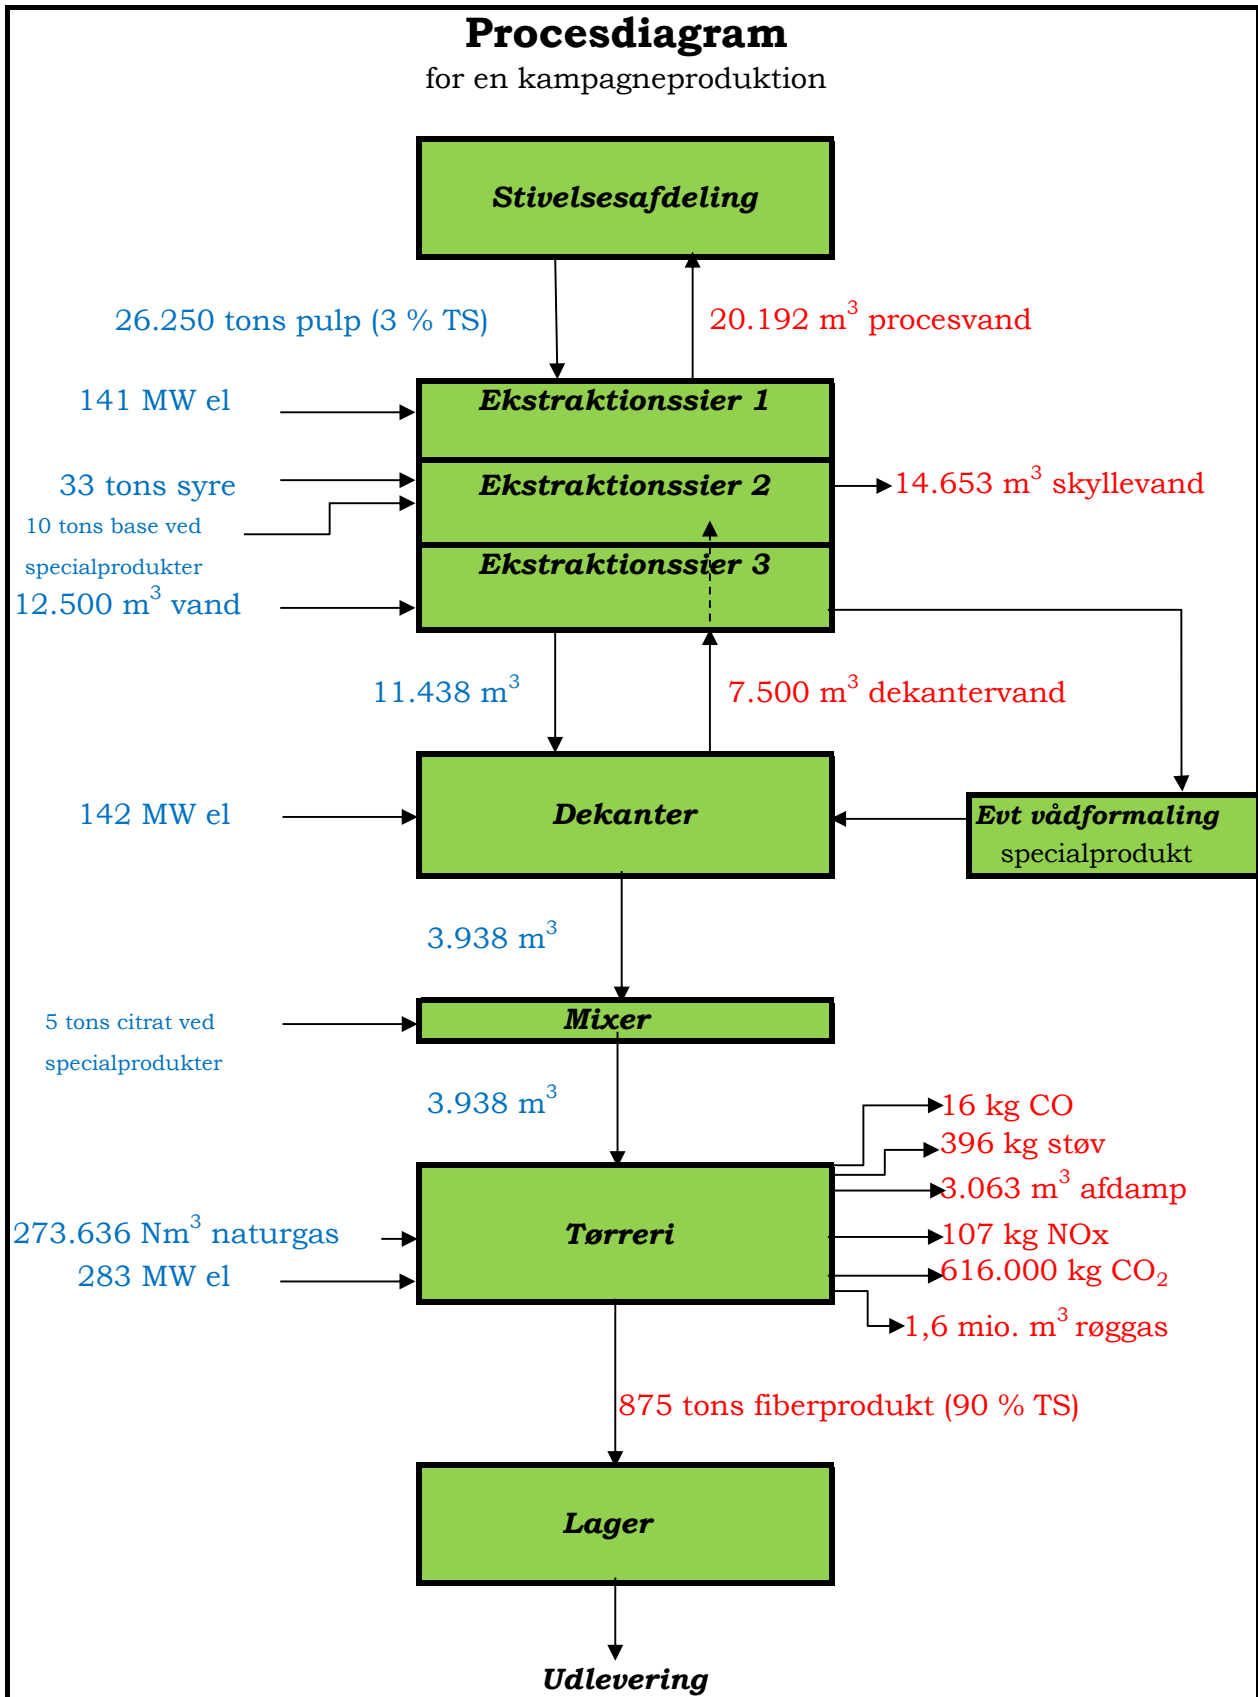 Procesdiagram
for en kampagneproduktion
Stivelsesafdeling
26.250 tons pulp (3 % TS)
20.192 m³ procesvand
141 MW el
Ekstraktionssier 1
33 tons syre
Ekstraktionssier 2
14.653 m³ skyllevand
10 tons base ved
specialprodukter
Ekstraktionssier 3
12.500 m³ vand
11.438 m³
7.500 m³ dekantervand
142 MW el
Dekanter
Evt vådformaling
specialprodukt
3.938 m³
5 tons citrat ved
specialprodukter
Mixer
3.938 m³
16 kg CO
396 kg støv
3.063 m³ afdamp
273.636 Nm³ naturgas
Tørreri
107 kg NOx
283 MW el
616.000 kg CO₂
1,6 mio. m³ røggas
875 tons fiberprodukt (90 % TS)
Lager
Udlevering